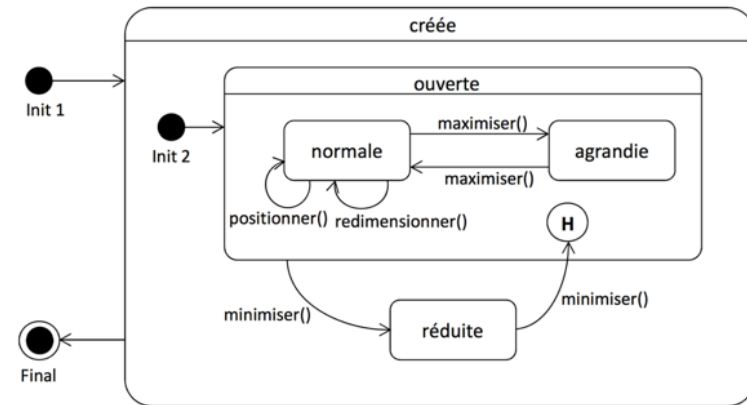 créée
ouverte
Init 1
Init 2
normale
maximiser()
agrandie
maximiser()
positionner()
redimensionner()
H
minimiser()
réduite
minimiser()
Final